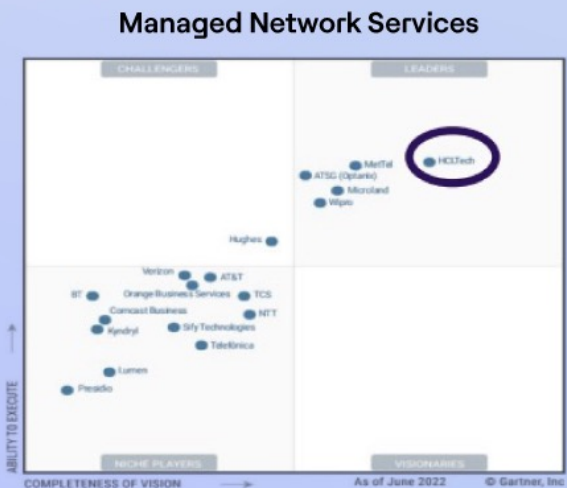 Managed Network Services
CHALLENGERS
LEADERS
MetTel
HCLTech
ATSG (Optanix)
Microland
Wipro
Hughes
Verizon
AT&T
Orange Business Services
BT
TCS
Comcast Business
NTT
Kyndryl
Sify Technologies
Telefónica
Lumen
Presidio
ABILITY TO EXECUTE
NICHE PLAYERS
VISIONARIES
COMPLETENESS OF VISION
As of June 2022
© Gartner, Inc